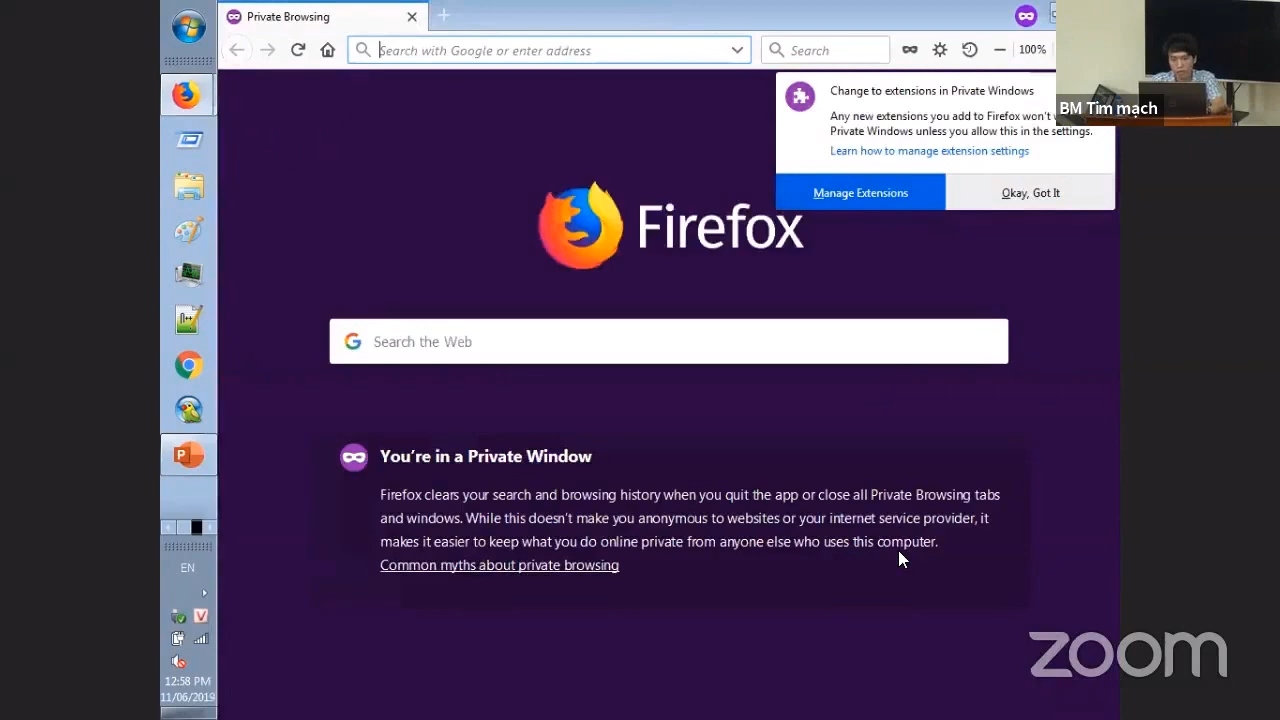 Private Browsing
Search with Google or enter address
Search
100%
Change to extensions in Private Windows
Any new extensions you add to Firefox won't
Private Windows unless you allow this in the settings.
Learn how to manage extension settings
Manage Extensions
Okay, Got It
BM Tim mạch
Firefox
Search the Web
You're in a Private Window
Firefox clears your search and browsing history when you quit the app or close all Private Browsing tabs
and windows. While this doesn't make you anonymous to websites or your internet service provider, it
makes it easier to keep what you do online private from anyone else who uses this computer.
Common myths about private browsing
EN
V
12:58 PM
11/06/2019
zoom